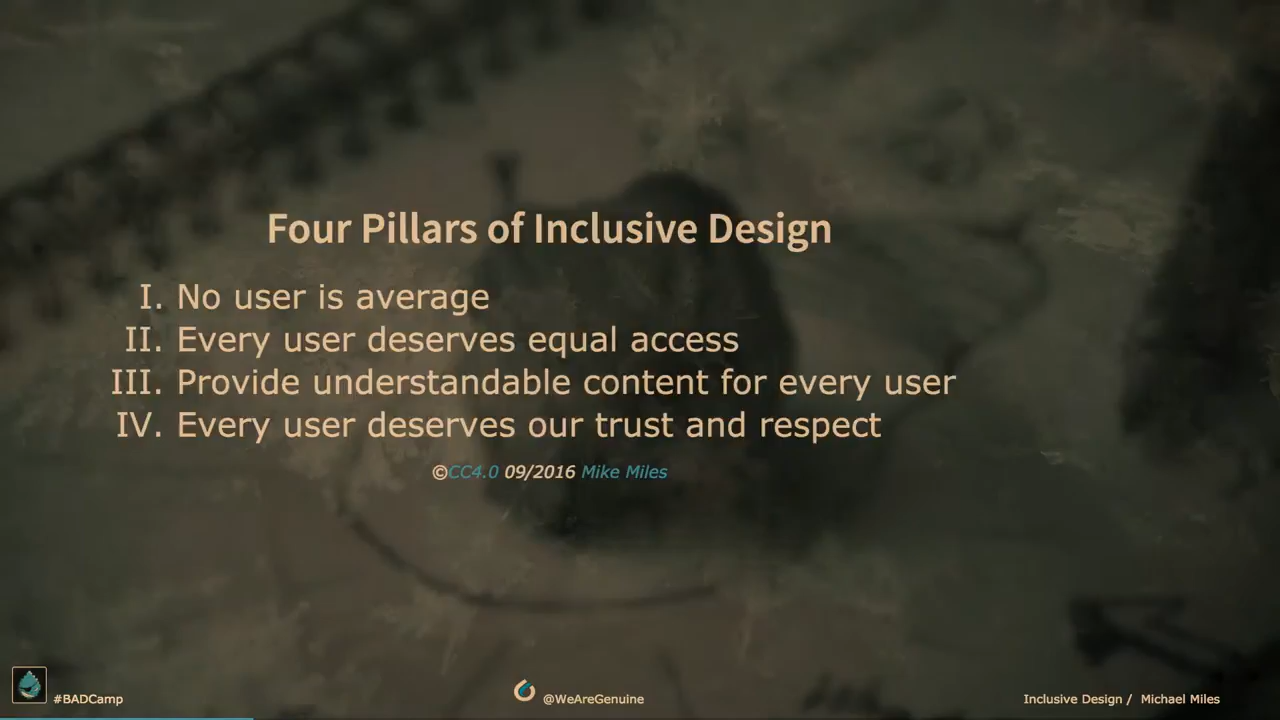 Four Pillars of Inclusive Design
I. No user is average
II. Every user deserves equal access
III. Provide understandable content for every user
IV. Every user deserves our trust and respect
©CC4.0 09/2016 Mike Miles
#BADCamp
@WeAreGenuine
Inclusive Design / Michael Miles